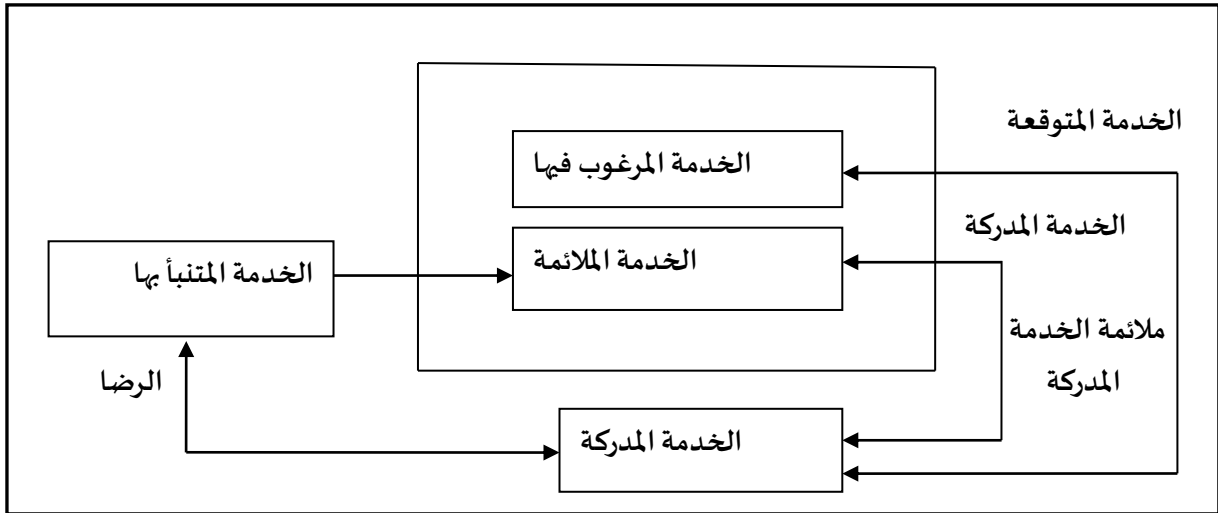 الخدمة المتوقعة
الخدمة المرغوب فيها
الخدمة المدركة
الخدمة الملائمة
الخدمة المتنبأ بها
ملائمة الخدمة
المدركة
الرضا
الخدمة المدركة